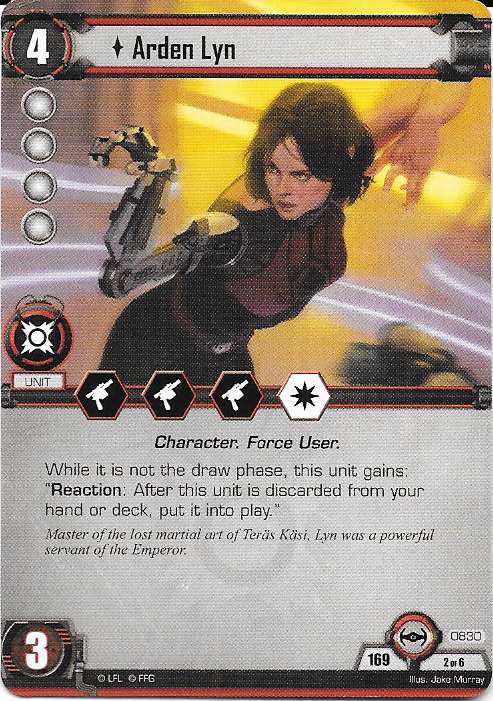 4
Arden Lyn
UNIT
Character. Force User.
While it is not the draw phase, this unit gains:
"Reaction: After this unit is discarded from your
hand or deck, put it into play."
Master of the lost martial art of Teräs Käsi, Lyn was a powerful
servant of the Emperor.
3
0830
169
2 of 6
© LFL © FFG
Illus. Jake Murray